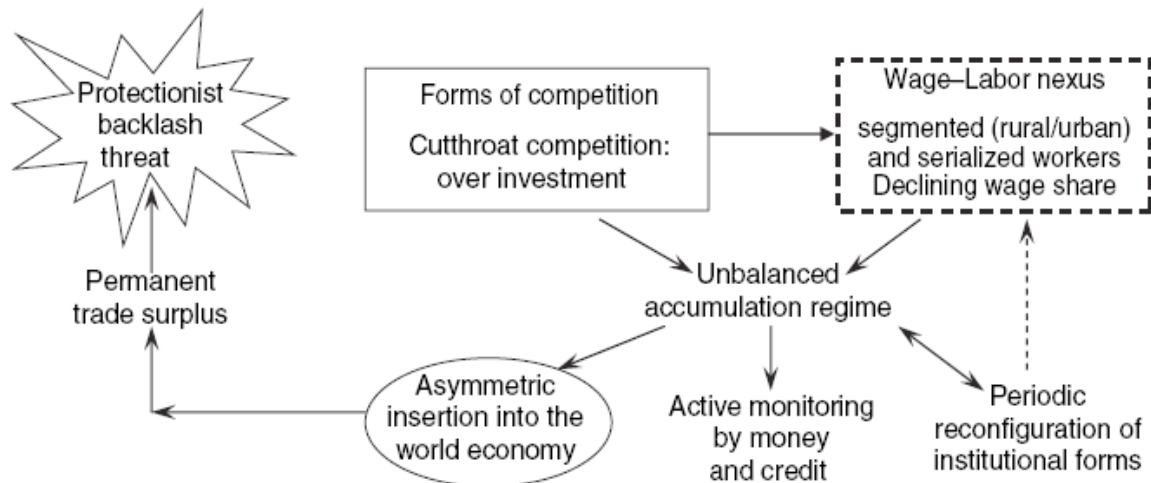 Protectionist
backlash
threat
Forms of competition
Cutthroat competition:
over investment
Wage–Labor nexus
segmented (rural/urban)
and serialized workers
Declining wage share
Permanent
trade surplus
Unbalanced
accumulation regime
Asymmetric
insertion into the
world economy
Active monitoring
by money
and credit
Periodic
reconfiguration of
institutional forms